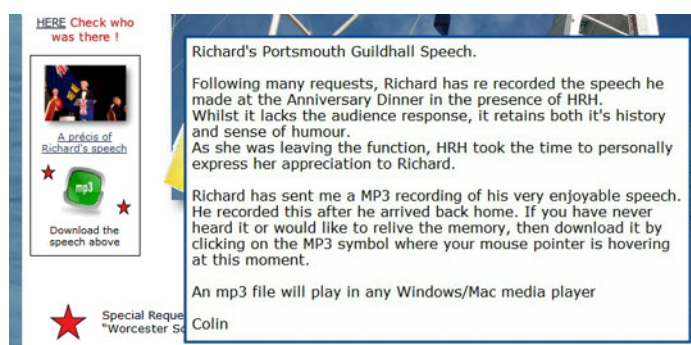 HERE Check who
was there !
A précis of
Richard's speech
mp3
Download the
speech above
Special Reque
"Worcester So
Richard's Portsmouth Guildhall Speech.
Following many requests, Richard has re recorded the speech he
made at the Anniversary Dinner in the presence of HRH.
Whilst it lacks the audience response, it retains both it's history
and sense of humour.
As she was leaving the function, HRH took the time to personally
express her appreciation to Richard.
Richard has sent me a MP3 recording of his very enjoyable speech.
He recorded this after he arrived back home. If you have never
heard it or would like to relive the memory, then download it by
clicking on the MP3 symbol where your mouse pointer is hovering
at this moment.
An mp3 file will play in any Windows/Mac media player
Colin